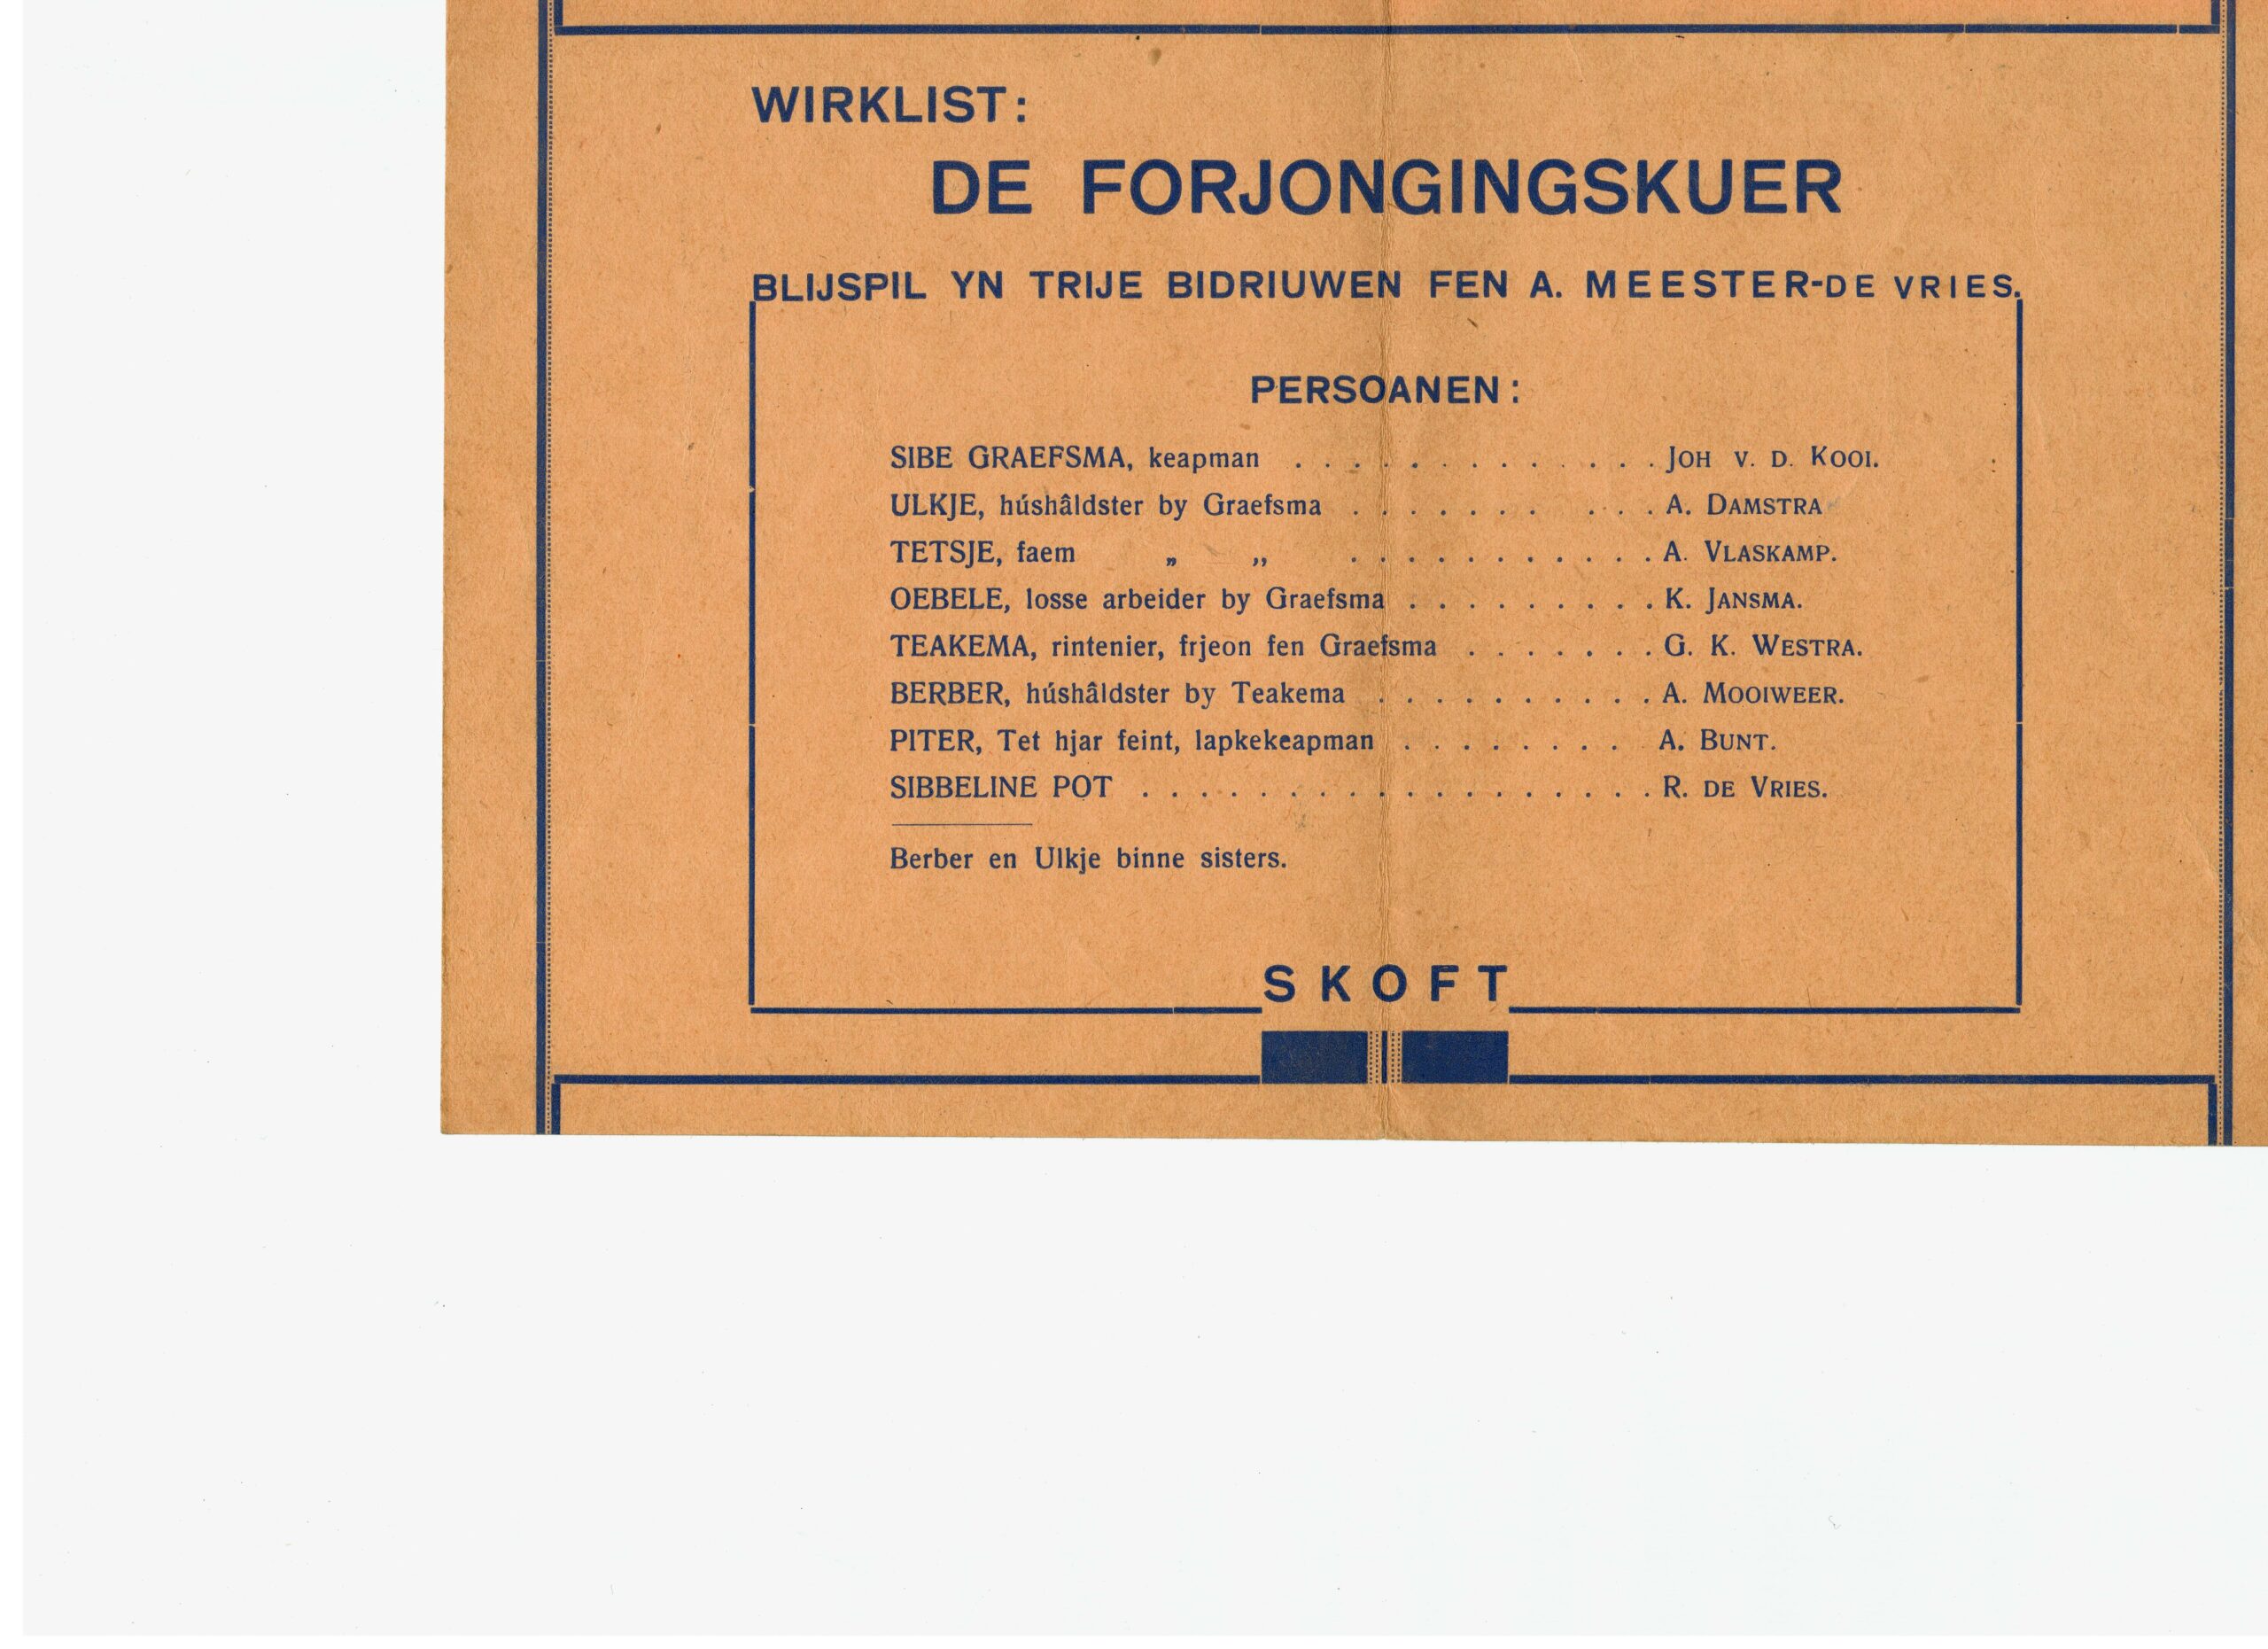 WIRKLIST:
DE FORJONGINGSKUER
BLIJSPIL YN TRIJE BIDRIUWEN FEN A. MEESTER-DE VRIES.
PERSOANEN:
SIBE GRAEFSMA, keapman . . . . . . . . . . . . . JOH V. D. KOOI.
ULKJE, húshâldster by Graefsma . . . . . . . . . . A. DAMSTRA
TETSJE, faem „ „ . . . . . . . . . . . A. VLASKAMP.
OEBELE, losse arbeider by Graefsma . . . . . . . . . K. JANSMA.
TEAKEMA, rintenier, frjeon fen Graefsma . . . . . . . G. K. WESTRA.
BERBER, húshâldster by Teakema . . . . . . . . . . A. MOOIWEER.
PITER, Tet hjar feint, lapkekeapman . . . . . . . . A. BUNT.
SIBBELINE POT . . . . . . . . . . . . . . . . . . R. DE VRIES.
Berber en Ulkje binne sisters.
SKOFT